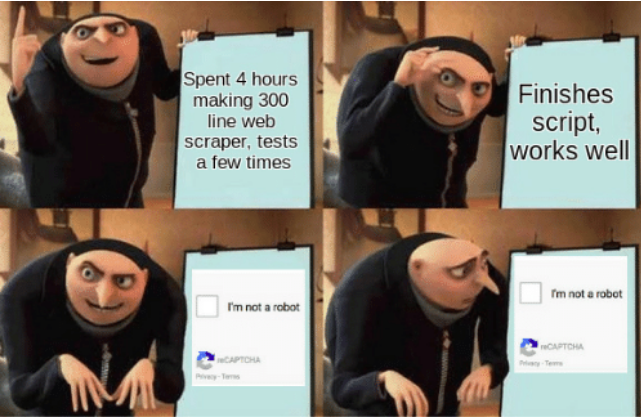 Spent 4 hours
making 300
line web
scraper, tests
a few times
Finishes
script,
works well
I'm not a robot
reCAPTCHA
Privacy - Terms
I'm not a robot
reCAPTCHA
Privacy - Terms